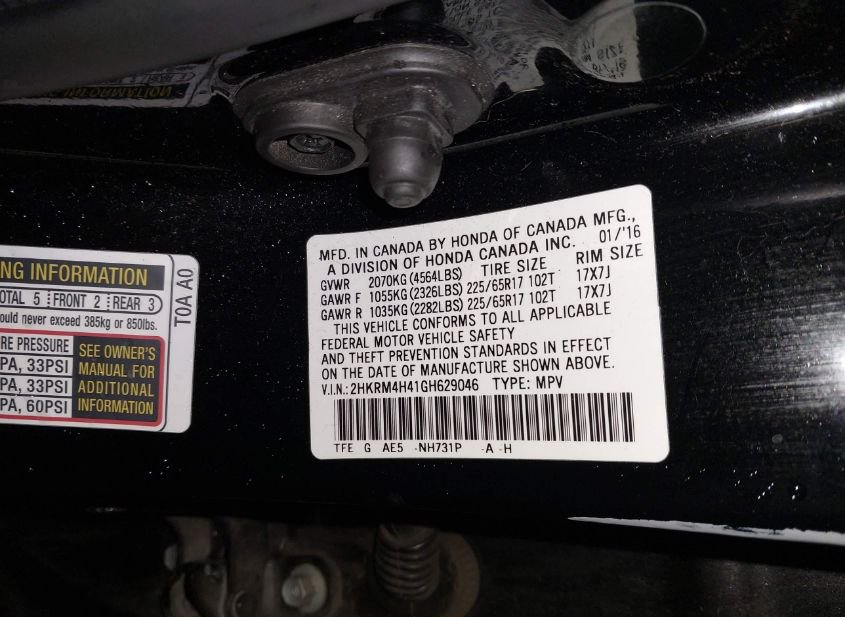 NG INFORMATION
OTAL 5 FRONT 2 REAR 3
ould never exceed 385kg or 850lbs.
RE PRESSURE
PA, 33PSI
PA, 33PSI
PA, 60PSI
SEE OWNER'S
MANUAL FOR
ADDITIONAL
INFORMATION
T0A A0
MFD. IN CANADA BY HONDA OF CANADA MFG.,
A DIVISION OF HONDA CANADA INC. 01/'16
GVWR 2070KG (4564LBS) TIRE SIZE RIM SIZE
GAWR F 1055KG (2326LBS) 225/65R17 102T 17X7J
GAWR R 1035KG (2282LBS) 225/65R17 102T 17X7J
THIS VEHICLE CONFORMS TO ALL APPLICABLE
FEDERAL MOTOR VEHICLE SAFETY
AND THEFT PREVENTION STANDARDS IN EFFECT
ON THE DATE OF MANUFACTURE SHOWN ABOVE.
V.I.N.: 2HKRM4H41GH629046 TYPE: MPV
TFE G AE5 -NH731P -A -H